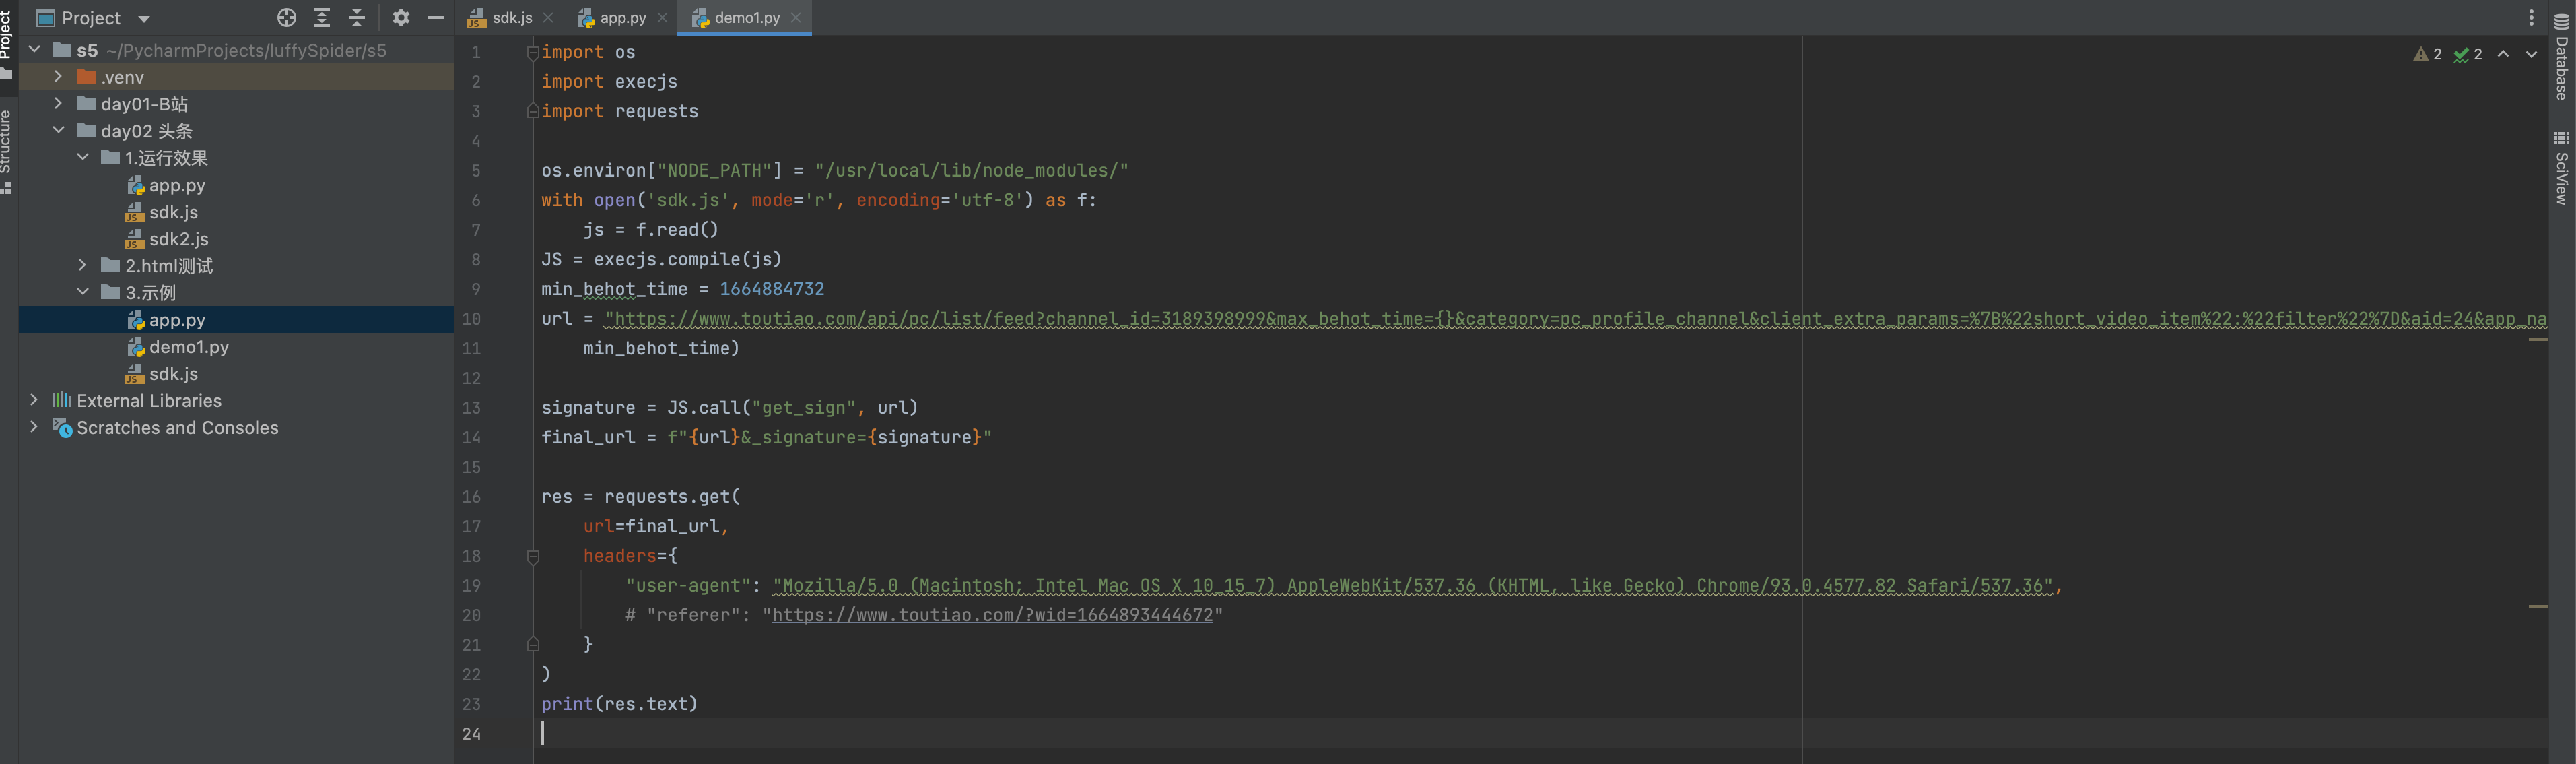 Project
sdk.js
app.py
demo1.py
s5 ~/PycharmProjects/luffySpider/s5
.venv
day01-B站
day02 头条
1.运行效果
app.py
sdk.js
sdk2.js
2.html测试
3.示例
app.py
demo1.py
sdk.js
External Libraries
Scratches and Consoles
Project
Structure
1 import os
2 import execjs
3 import requests
4
5 os.environ["NODE_PATH"] = "/usr/local/lib/node_modules/"
6 with open('sdk.js', mode='r', encoding='utf-8') as f:
7 js = f.read()
8 JS = execjs.compile(js)
9 min_behot_time = 1664884732
10 url = "https://www.toutiao.com/api/pc/list/feed?channel_id=3189398999&max_behot_time={}&category=pc_profile_channel&client_extra_params=%7B%22short_video_item%22:%22filter%22%7D&aid=24&app_na
11 min_behot_time)
12
13 signature = JS.call("get_sign", url)
14 final_url = f"{url}&_signature={signature}"
15
16 res = requests.get(
17 url=final_url,
18 headers={
19 "user-agent": "Mozilla/5.0 (Macintosh; Intel Mac OS X 10_15_7) AppleWebKit/537.36 (KHTML, like Gecko) Chrome/93.0.4577.82 Safari/537.36",
20 # "referer": "https://www.toutiao.com/?wid=1664893444672"
21 }
22 )
23 print(res.text)
24
2 2
Database
SciView